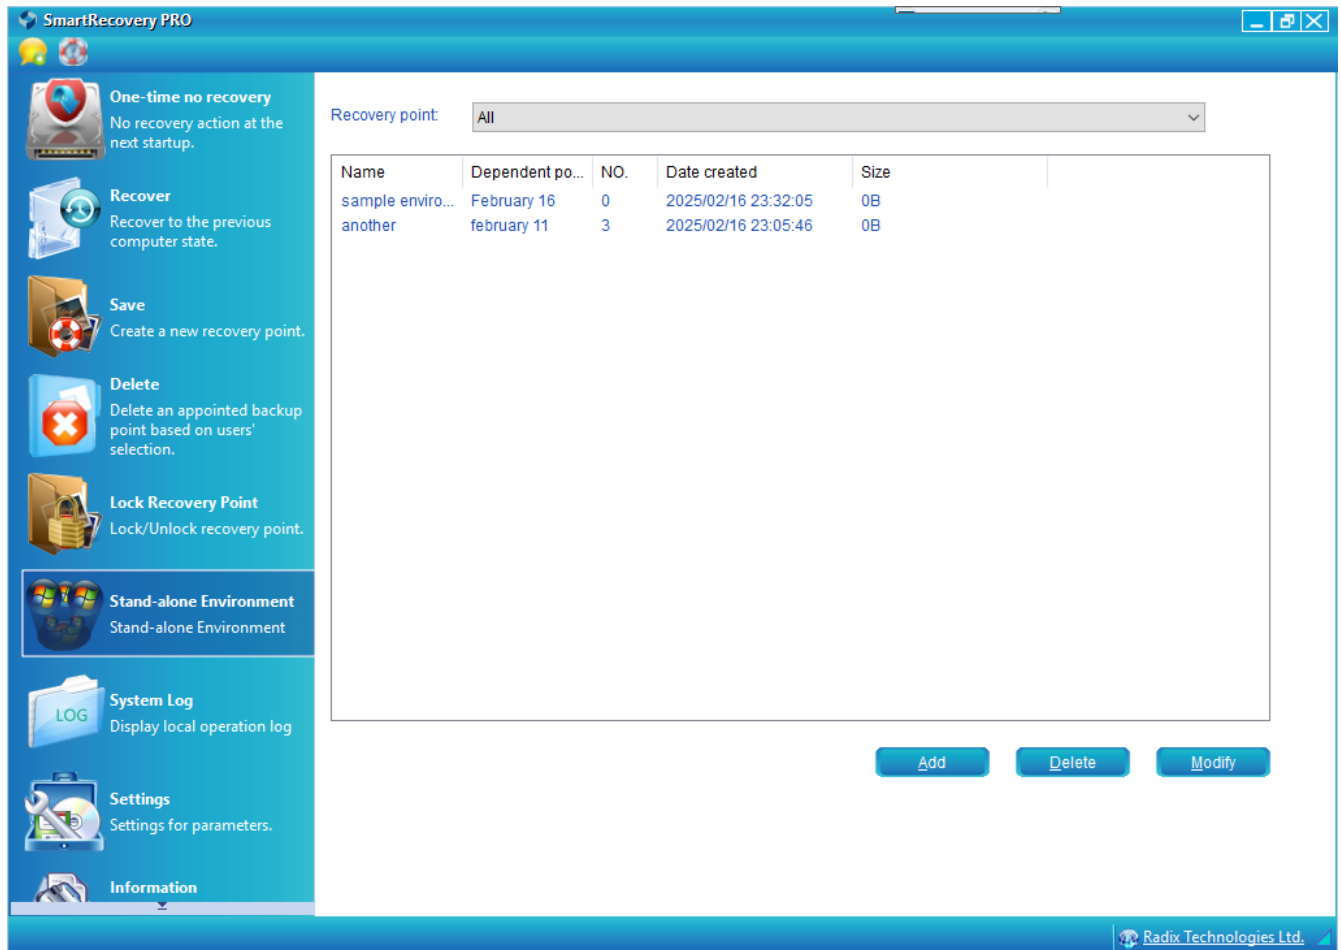 SmartRecovery PRO
One-time no recovery
No recovery action at the
next startup.
Recover
Recover to the previous
computer state.
Save
Create a new recovery point.
Delete
Delete an appointed backup
point based on users'
selection.
Lock Recovery Point
Lock/Unlock recovery point.
Stand-alone Environment
Stand-alone Environment
LOG
System Log
Display local operation log
Settings
Settings for parameters.
Information
Recovery point:
All
Name Dependent po... NO. Date created Size
sample enviro... February 16 0 2025/02/16 23:32:05 0B
another february 11 3 2025/02/16 23:05:46 0B
Add Delete Modify
Radix Technologies Ltd.